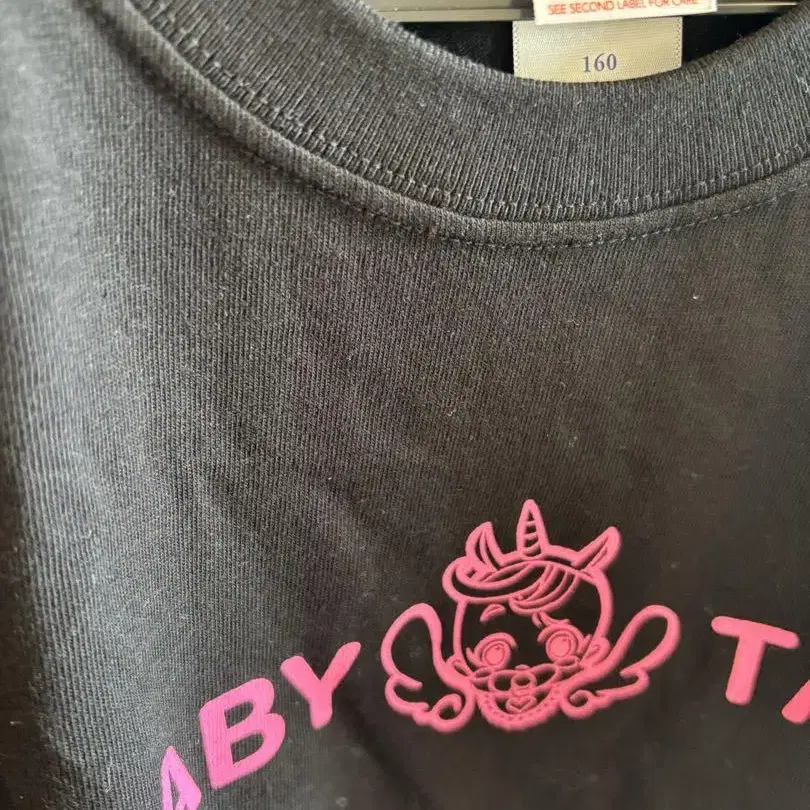 SEE SECOND LABEL FOR CARE
160
ABY T